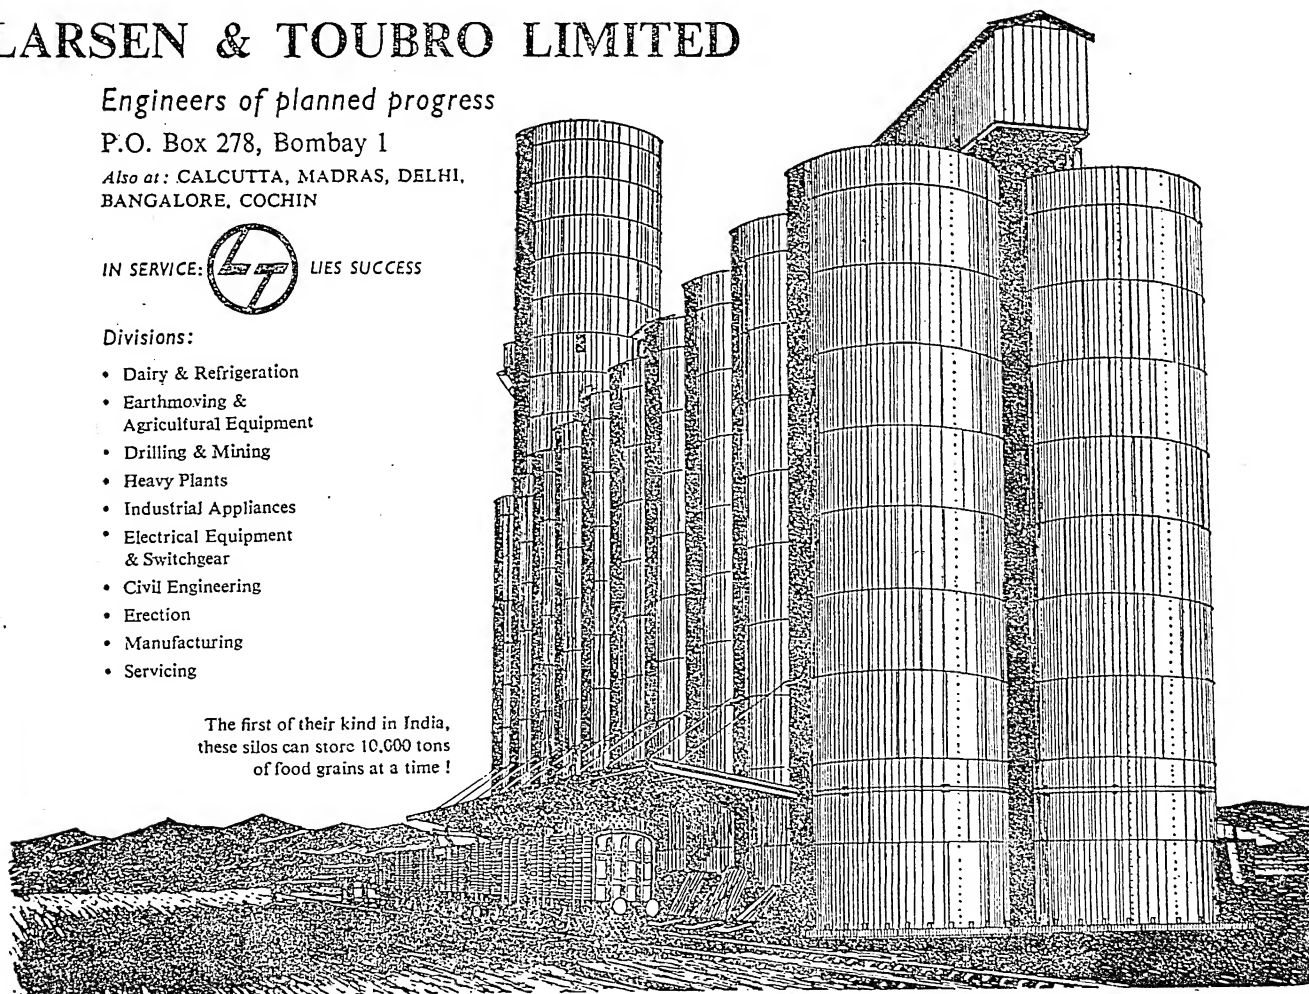 LARSEN & TOUBRO LIMITED
Engineers of planned progress
P.O. Box 278, Bombay 1
Also at: CALCUTTA, MADRAS, DELHI,
BANGALORE, COCHIN
IN SERVICE: LT LIES SUCCESS
Divisions:
• Dairy & Refrigeration
• Earthmoving &
Agricultural Equipment
• Drilling & Mining
• Heavy Plants
• Industrial Appliances
• Electrical Equipment
& Switchgear
• Civil Engineering
• Erection
• Manufacturing
• Servicing
The first of their kind in India,
these silos can store 10,000 tons
of food grains at a time !